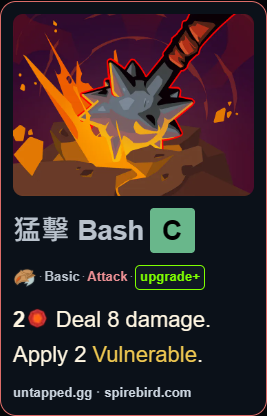 猛擊 Bash C
· Basic · Attack · upgrade+
2 Deal 8 damage.
Apply 2 Vulnerable.
untapped.gg · spirebird.com